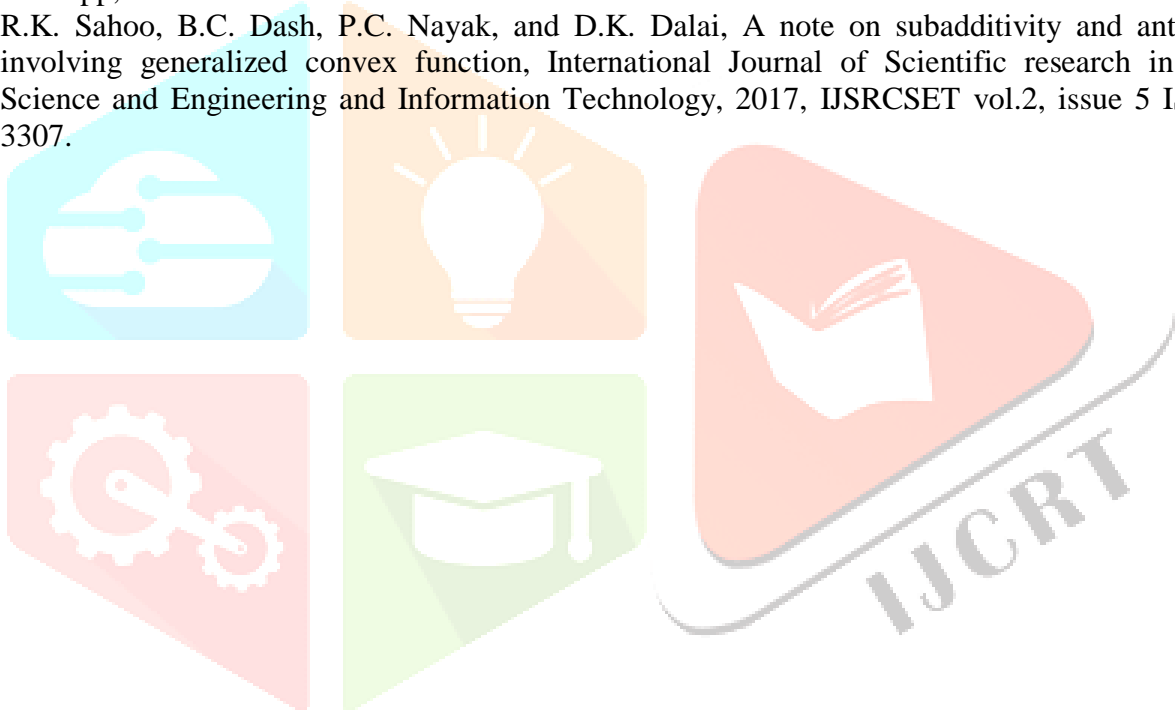 R.K. Sahoo, B.C. Dash, P.C. Nayak, and D.K. Dalai, A note on subadditivity and ant
involving generalized convex function, International Journal of Scientific research in
Science and Engineering and Information Technology, 2017, IJSRCSET vol.2, issue 5 I
3307.
IJCRT